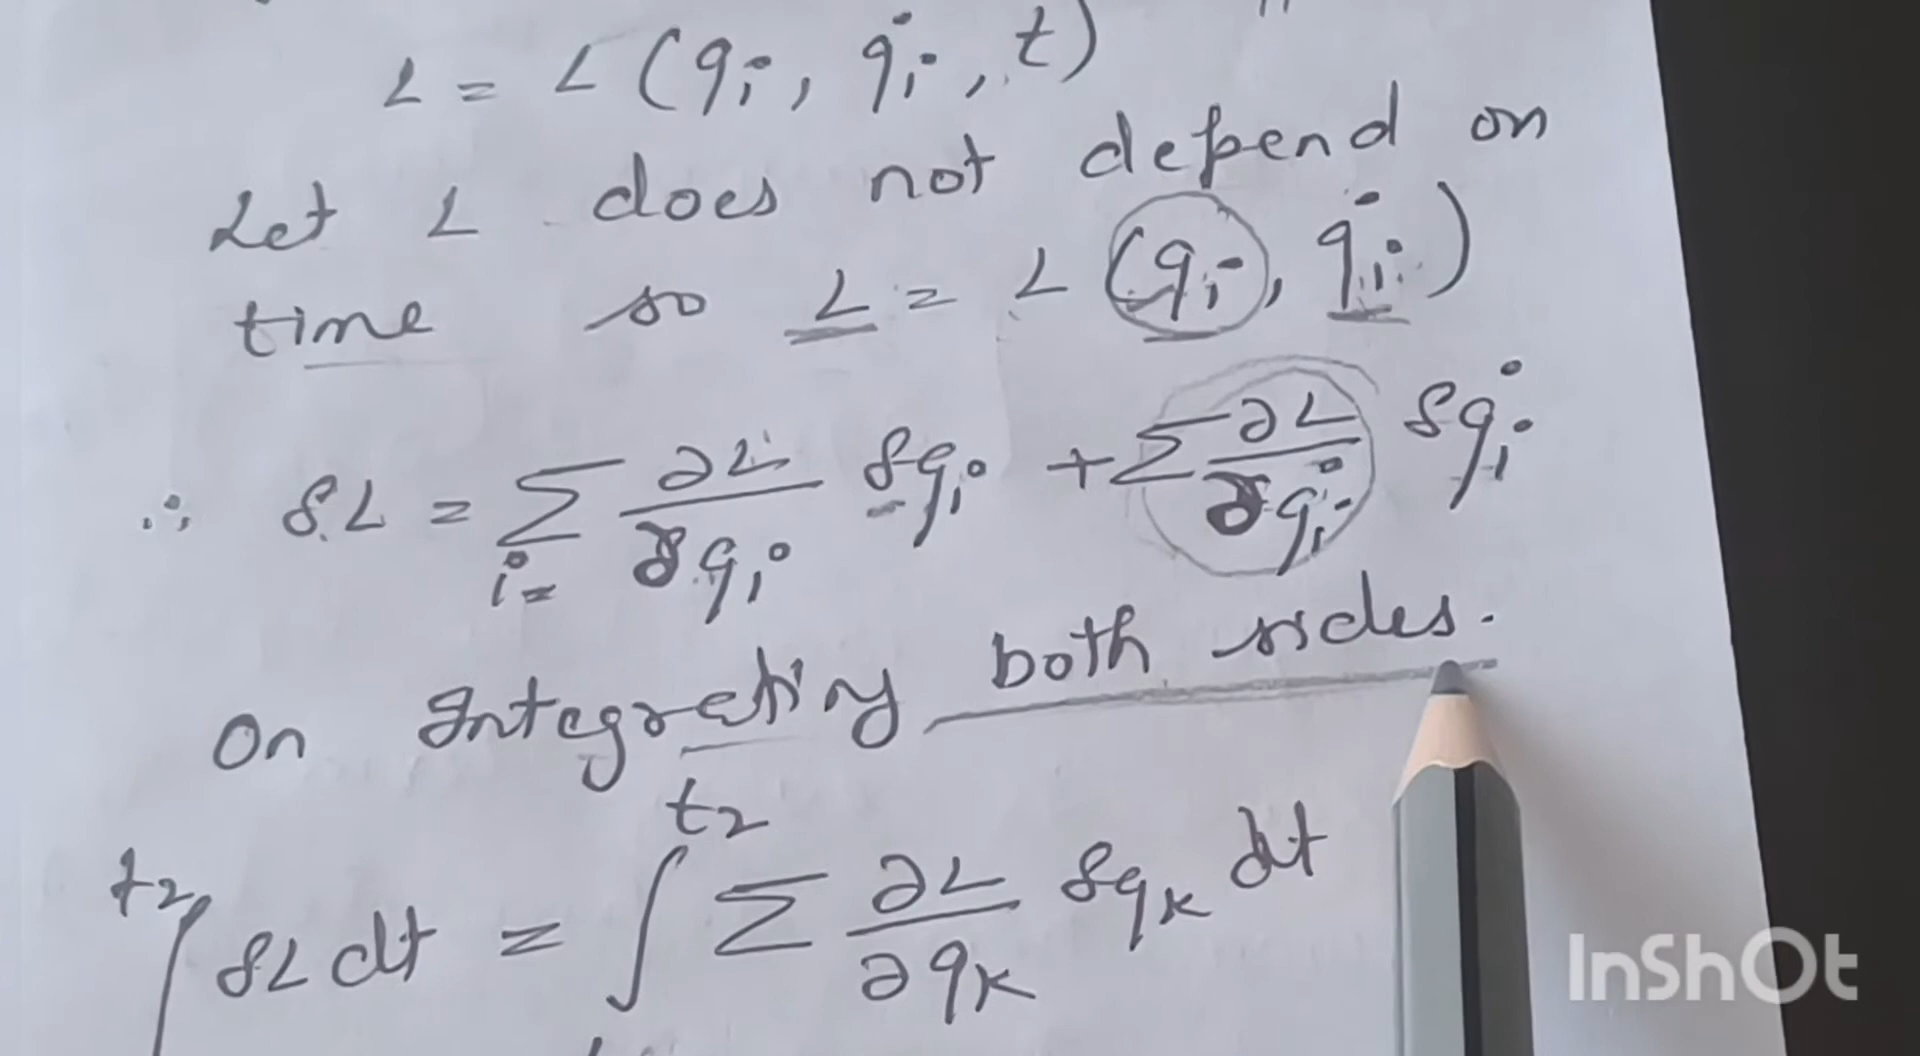 L = L (qi, q̇i, t)
Let L does not depend on
time so L = L (qi, q̇i)
∴ δL = Σ ∂L/∂qi δqi + Σ ∂L/∂q̇i δq̇i
i=
On Integrating both sides.
t2 t2
∫ δL dt = ∫ Σ ∂L/∂qk δqk dt
InShOt